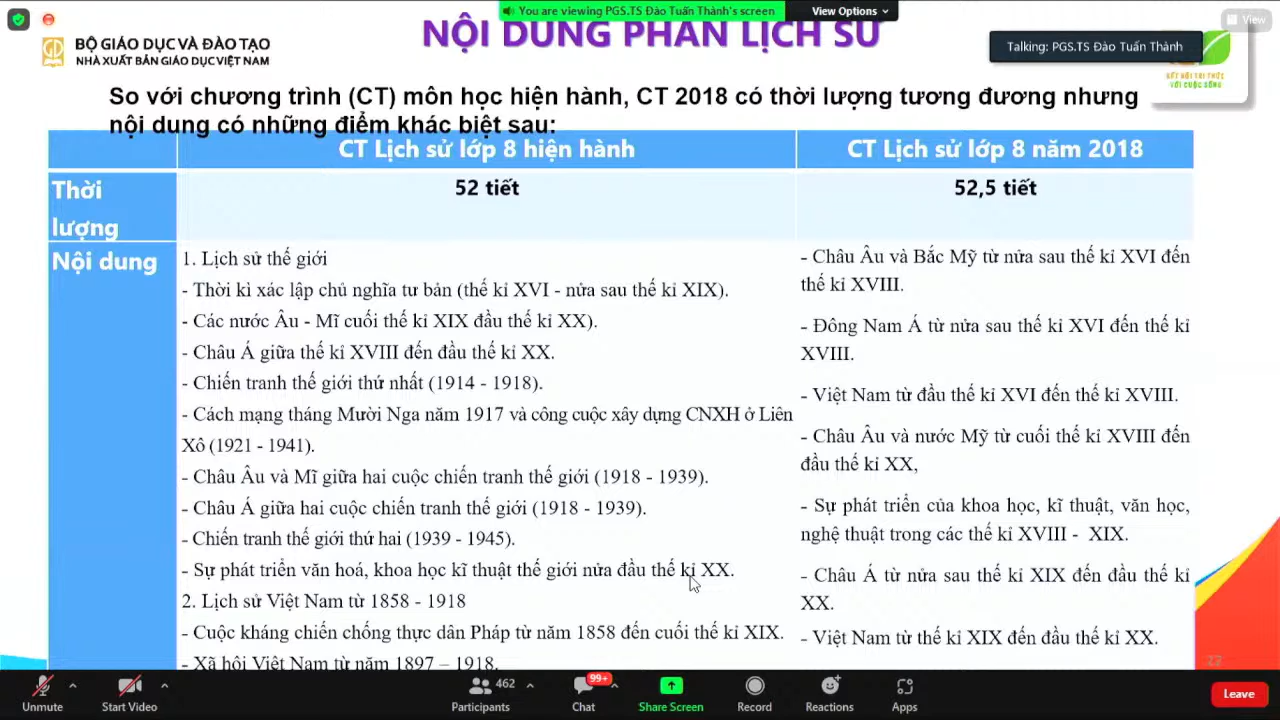 You are viewing PGS.TS Đào Tuấn Thành's screen
View Options
View
NỘI DUNG PHẦN LỊCH SỬ
BỘ GIÁO DỤC VÀ ĐÀO TẠO
NHÀ XUẤT BẢN GIÁO DỤC VIỆT NAM
Talking: PGS.TS Đào Tuấn Thành
KẾT NỐI TRI THỨC
VỚI CUỘC SỐNG
So với chương trình (CT) môn học hiện hành, CT 2018 có thời lượng tương đương nhưng
nội dung có những điểm khác biệt sau:
CT Lịch sử lớp 8 hiện hành
CT Lịch sử lớp 8 năm 2018
Thời
lượng
52 tiết
52,5 tiết
Nội dung
1. Lịch sử thế giới
- Thời kì xác lập chủ nghĩa tư bản (thế kỉ XVI - nửa sau thế kỉ XIX).
- Các nước Âu - Mĩ cuối thế kỉ XIX đầu thế kỉ XX).
- Châu Á giữa thế kỉ XVIII đến đầu thế kỉ XX.
- Chiến tranh thế giới thứ nhất (1914 - 1918).
- Cách mạng tháng Mười Nga năm 1917 và công cuộc xây dựng CNXH ở Liên
Xô (1921 - 1941).
- Châu Âu và Mĩ giữa hai cuộc chiến tranh thế giới (1918 - 1939).
- Châu Á giữa hai cuộc chiến tranh thế giới (1918 - 1939).
- Chiến tranh thế giới thứ hai (1939 - 1945).
- Sự phát triển văn hoá, khoa học kĩ thuật thế giới nửa đầu thế kỉ XX.
2. Lịch sử Việt Nam từ 1858 - 1918
- Cuộc kháng chiến chống thực dân Pháp từ năm 1858 đến cuối thế kỉ XIX.
- Xã hội Việt Nam từ năm 1897 – 1918.
- Châu Âu và Bắc Mỹ từ nửa sau thế kỉ XVI đến
thế kỉ XVIII.
- Đông Nam Á từ nửa sau thế kỉ XVI đến thế kỉ
XVIII.
- Việt Nam từ đầu thế kỉ XVI đến thế kỉ XVIII.
- Châu Âu và nước Mỹ từ cuối thế kỉ XVIII đến
đầu thế kỉ XX,
- Sự phát triển của khoa học, kĩ thuật, văn học,
nghệ thuật trong các thế kỉ XVIII - XIX.
- Châu Á từ nửa sau thế kỉ XIX đến đầu thế kỉ
XX.
- Việt Nam từ thế kỉ XIX đến đầu thế kỉ XX.
22
Unmute
Start Video
462
Participants
99+
Chat
Share Screen
Record
Reactions
Apps
Leave